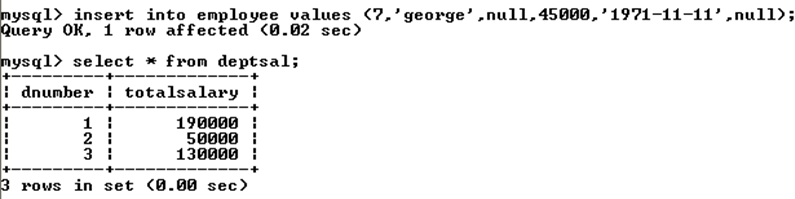 mysql> insert into employee values (7,'george',null,45000,'1971-11-11',null);
Query OK, 1 row affected (0.02 sec)
mysql> select * from deptsal;
+---------+-------------+
| dnumber | totalsalary |
+---------+-------------+
|       1 |      190000 |
|       2 |       50000 |
|       3 |      130000 |
+---------+-------------+
3 rows in set (0.00 sec)